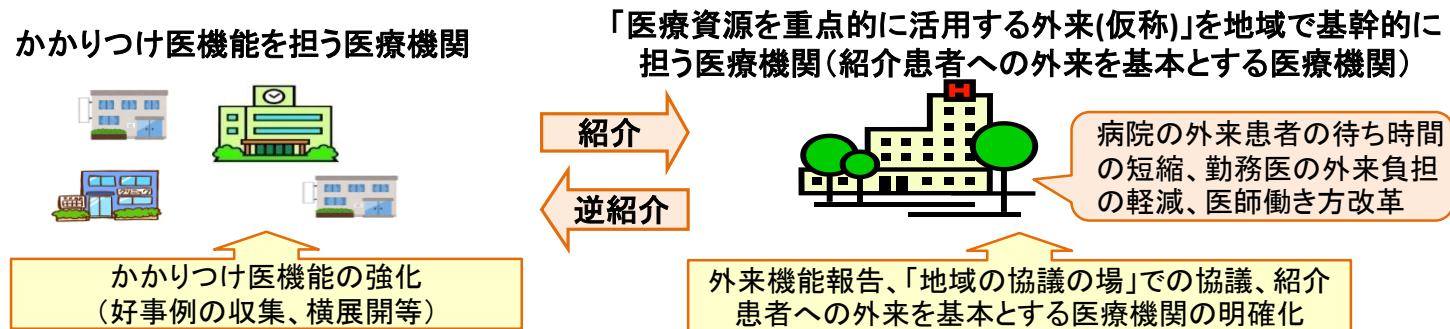 かかりつけ医機能を担う医療機関
「医療資源を重点的に活用する外来(仮称)」を地域で基幹的に
担う医療機関(紹介患者への外来を基本とする医療機関)
H
クリニック
紹介
逆紹介
病院の外来患者の待ち時間
の短縮、勤務医の外来負担
の軽減、医師働き方改革
かかりつけ医機能の強化
(好事例の収集、横展開等)
外来機能報告、「地域の協議の場」での協議、紹介
患者への外来を基本とする医療機関の明確化